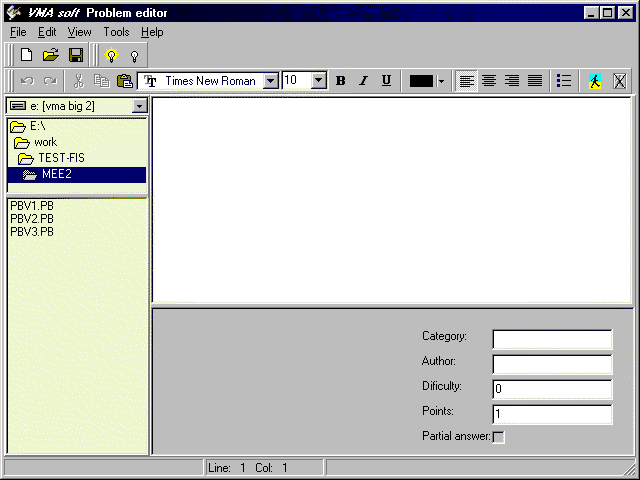 VMA soft Problem editor
File Edit View Tools Help
Times New Roman 10 B I U
e: [vma big 2]
E:\
work
TEST-FIS
MEE2
PBV1.PB
PBV2.PB
PBV3.PB
Category:
Author:
Dificulty: 0
Points: 1
Partial answer:
Line: 1 Col: 1